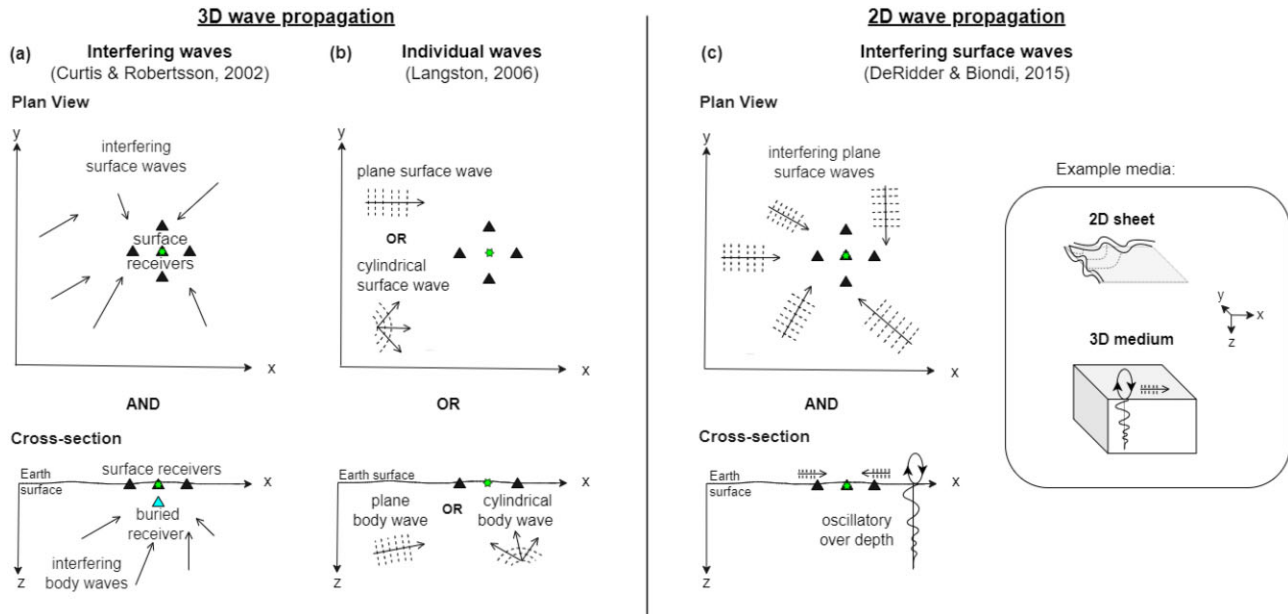 3D wave propagation
(a) Interfering waves
(Curtis & Robertsson, 2002)
Plan View
y
interfering
surface waves
surface
receivers
x
AND
Cross-section
Earth
surface
surface receivers
x
buried
receiver
interfering
body waves
z
(b) Individual waves
(Langston, 2006)
y
plane surface wave
OR
cylindrical
surface wave
x
OR
Earth surface
x
plane
body wave
OR
cylindrical
body wave
z
2D wave propagation
(c) Interfering surface waves
(DeRidder & Biondi, 2015)
Plan View
y
interfering plane
surface waves
x
AND
Cross-section
Earth
surface
x
oscillatory
over depth
z
Example media:
2D sheet
y
x
z
3D medium